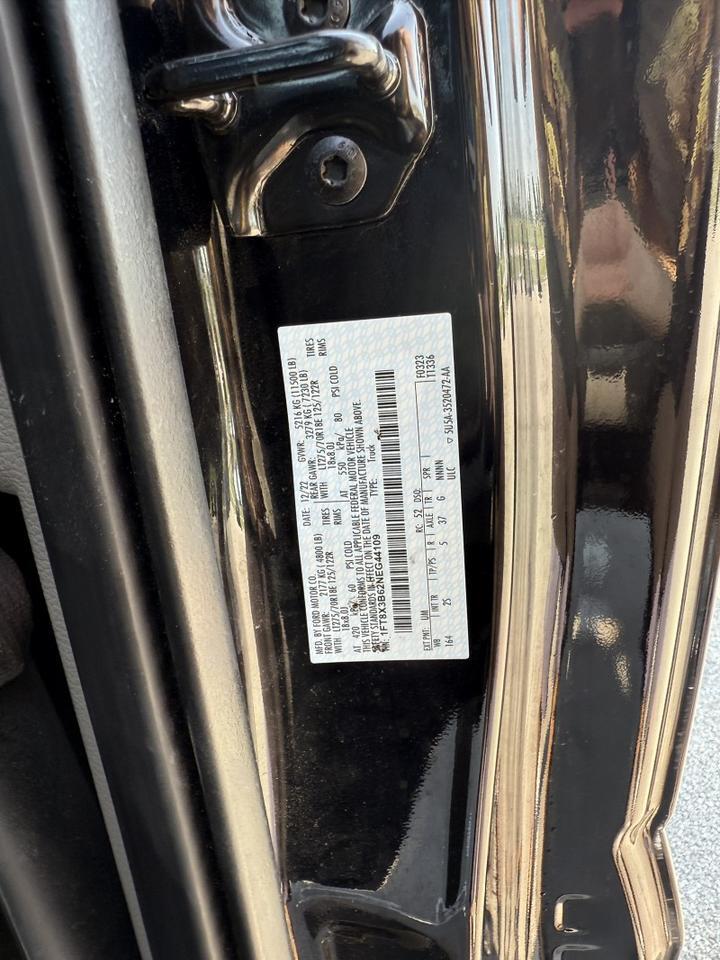 MFD. BY FORD MOTOR CO.
DATE: 12/22
GVWR: 5216 KG (11500 LB)
FRONT GAWR: 2177 KG (4800 LB)
REAR GAWR: 3279 KG (7230 LB)
WITH LT275/70R18E 125/122R TIRES
WITH LT275/70R18E 125/122R TIRES
18x8.0J RIMS
18x8.0J RIMS
AT 420 kPa/ 60 PSI COLD
AT 550 kPa/ 80 PSI COLD
THIS VEHICLE CONFORMS TO ALL APPLICABLE FEDERAL MOTOR VEHICLE
SAFETY STANDARDS IN EFFECT ON THE DATE OF MANUFACTURE SHOWN ABOVE.
VIN: 1FT8X3B62NEG44109
TYPE: Truck
EXT PNT: UM RC: 52 DSO: F0323
WB INT TR TP/PS R AXLE TR SPR T1336
164 25 5 37 G NNNN
ULC 5U5A-3520472-AA